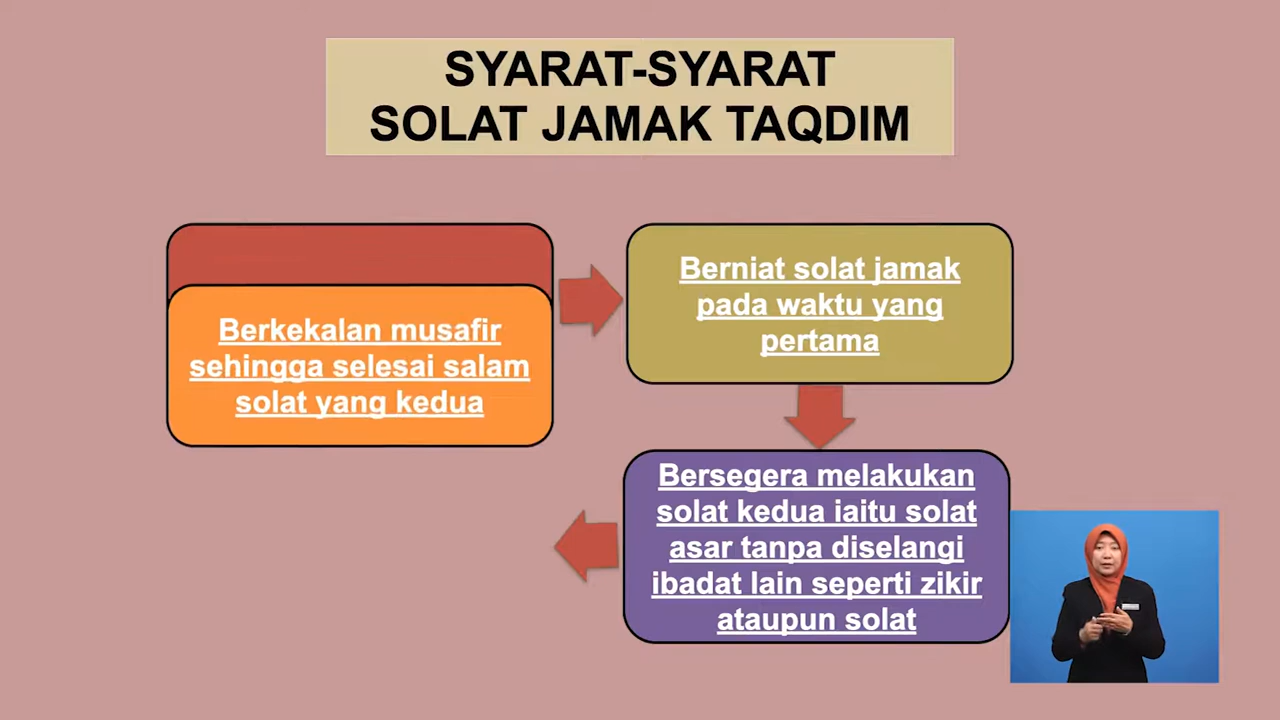 SYARAT-SYARAT
SOLAT JAMAK TAQDIM
Berkekalan musafir
sehingga selesai salam
solat yang kedua
Berniat solat jamak
pada waktu yang
pertama
Bersegera melakukan
solat kedua iaitu solat
asar tanpa diselangi
ibadat lain seperti zikir
ataupun solat